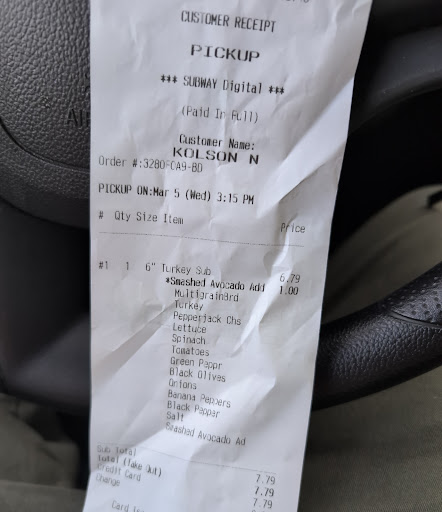 CUSTOMER RECEIPT
PICKUP
*** SUBWAY Digital ***
(Paid In Full)
Customer Name:
KOLSON N
Order #:3280-CA9-BD
PICKUP ON:Mar 5 (Wed) 3:15 PM
# Qty Size Item Price
#1 1 6" Turkey Sub 6.79
*Smashed Avocado Add 1.00
MultigrainBrd
Turkey
Pepperjack Chs
Lettuce
Spinach
Tomatoes
Green Peppr
Black Olives
Onions
Banana Peppers
Black Pepper
Salt
Smashed Avocado Ad
Sub Total 7.79
Total (Take Out) 7.79
Credit Card 7.79
Change
Card